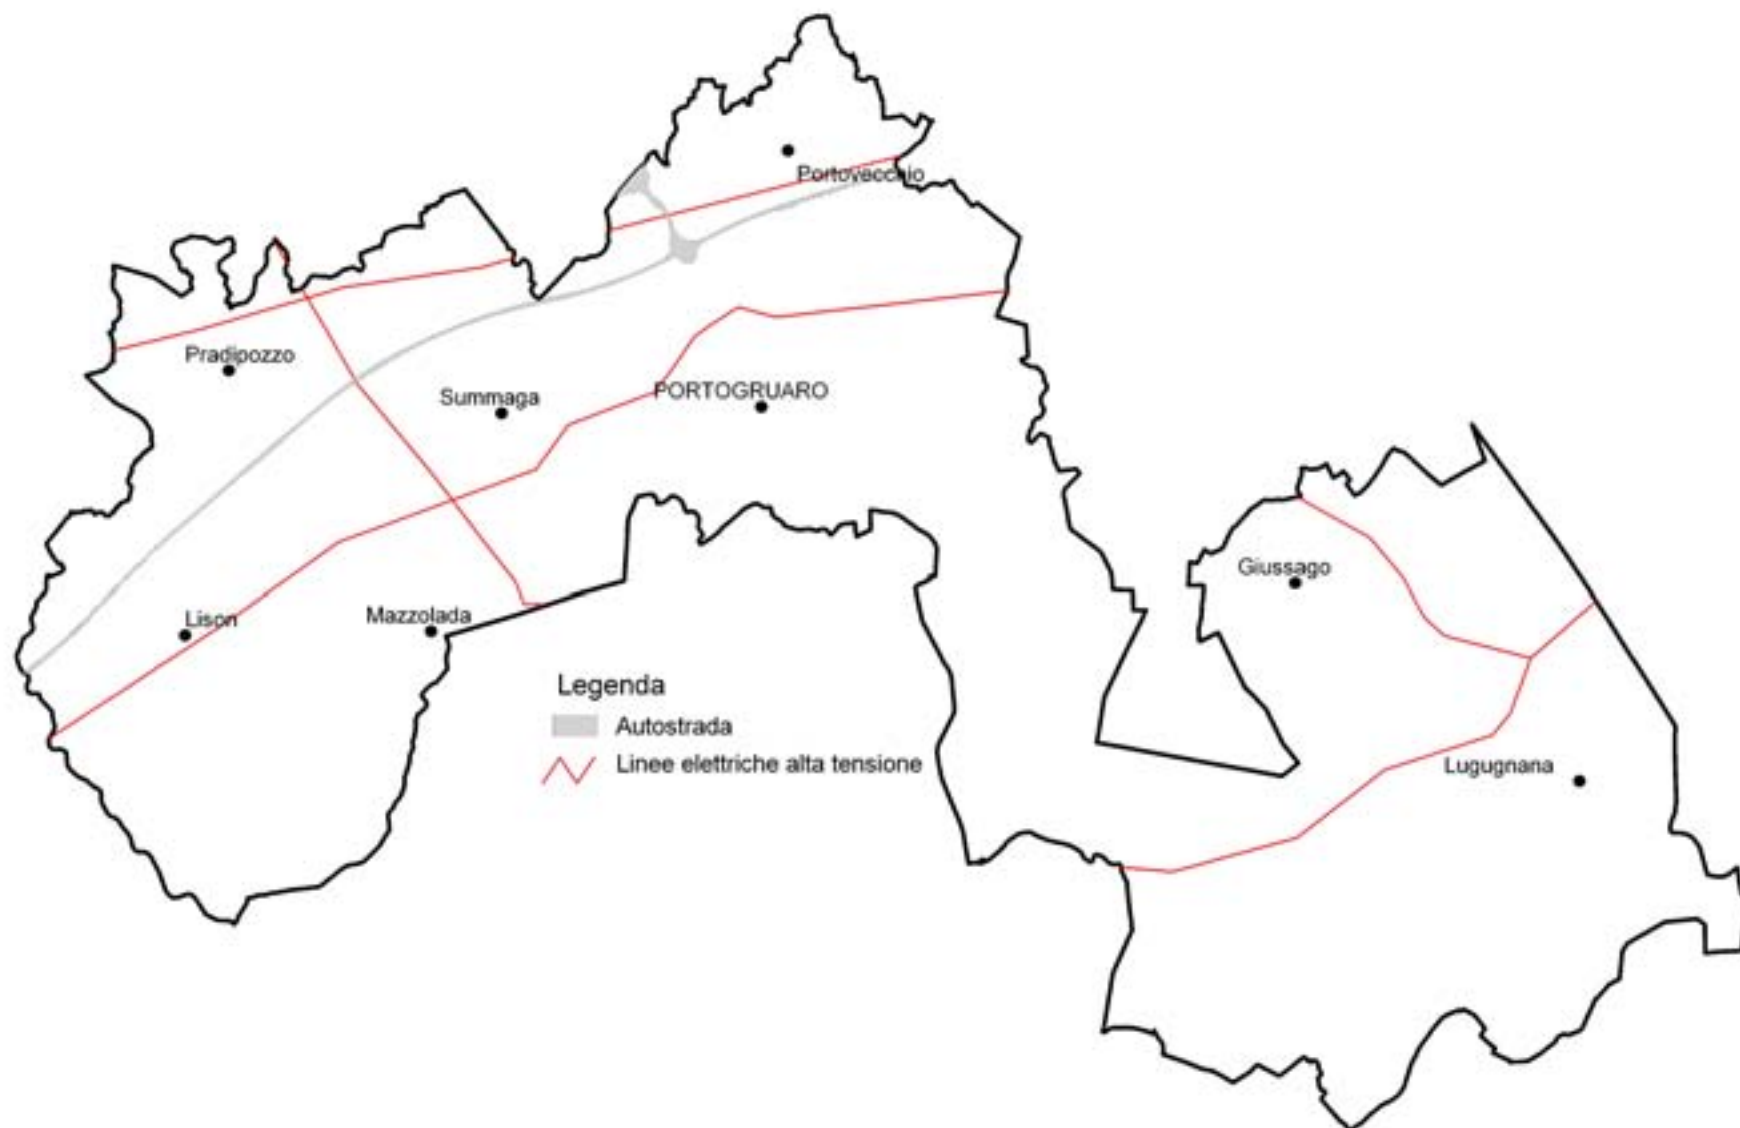 Portovecchio
Pradipozzo
Summaga
PORTOGRUARO
Giussago
Lison
Mazzolada
Legenda
Autostrada
Linee elettriche alta tensione
Lugugnana